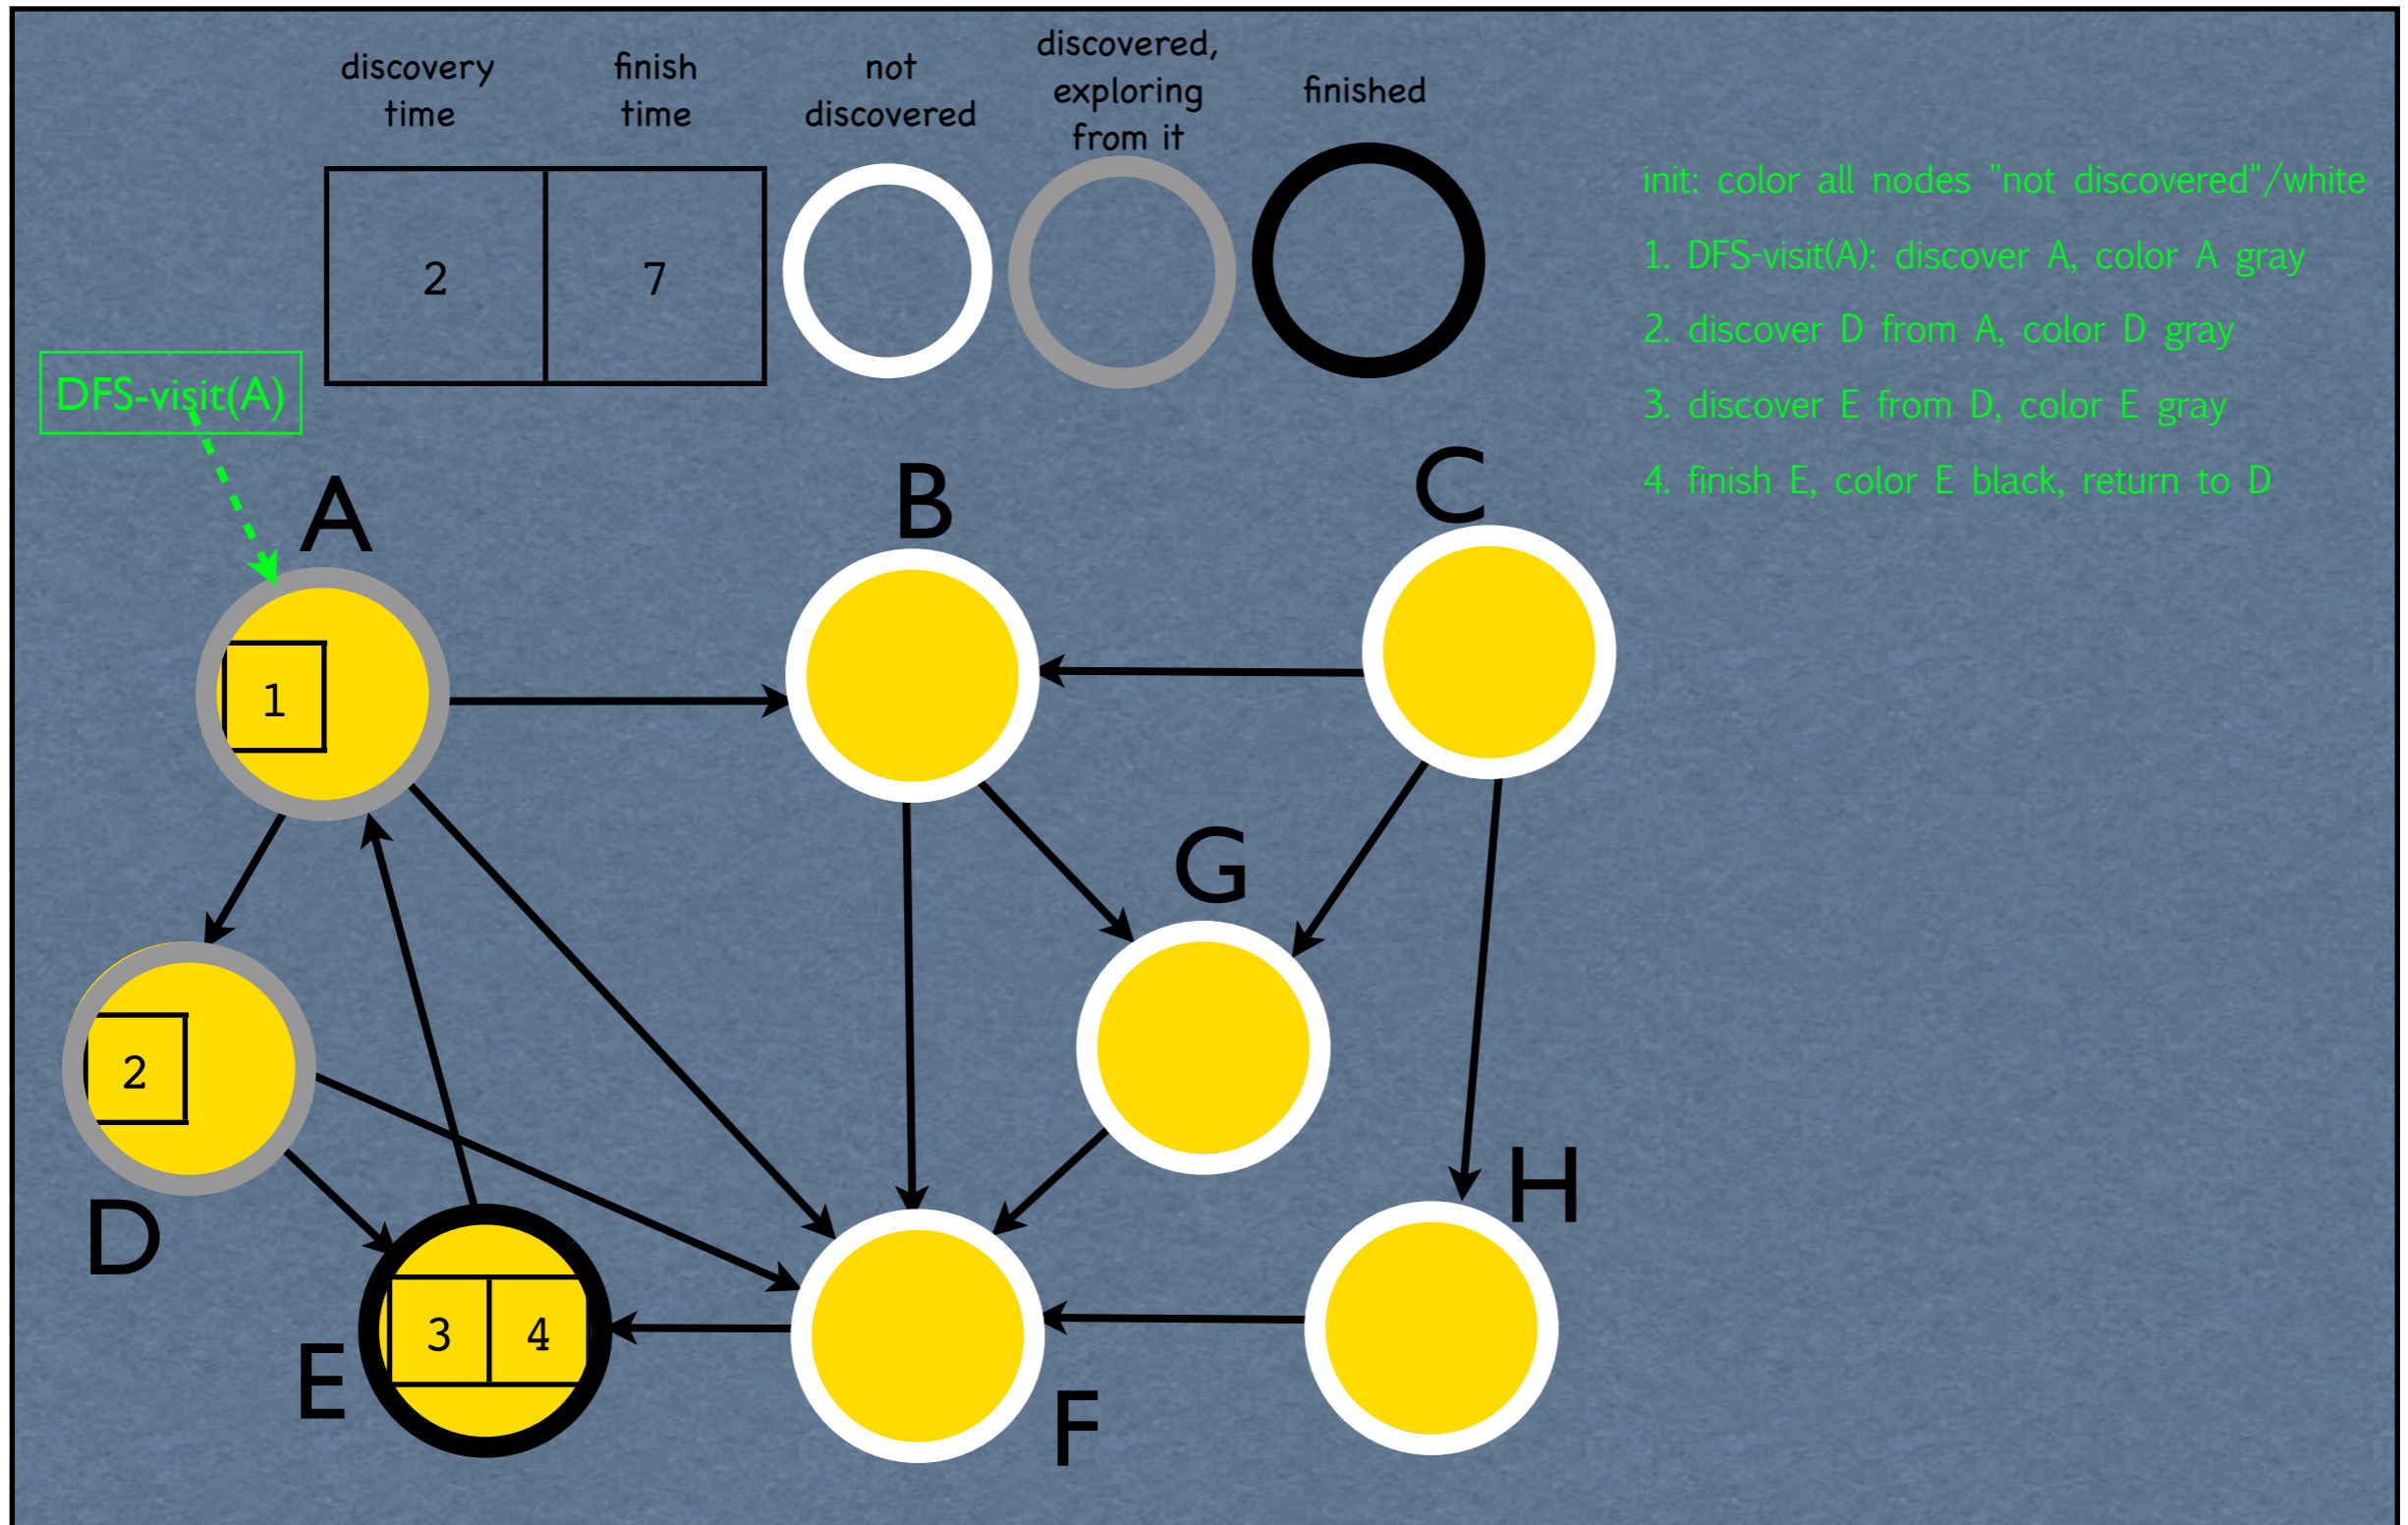 discovery
time
finish
time
not
discovered
discovered,
exploring
from it
finished
2
7
init: color all nodes "not discovered"/white
1. DFS-visit(A): discover A, color A gray
2. discover D from A, color D gray
3. discover E from D, color E gray
4. finish E, color E black, return to D
DFS-visit(A)
A
B
C
1
G
2
D
H
E
3
4
F